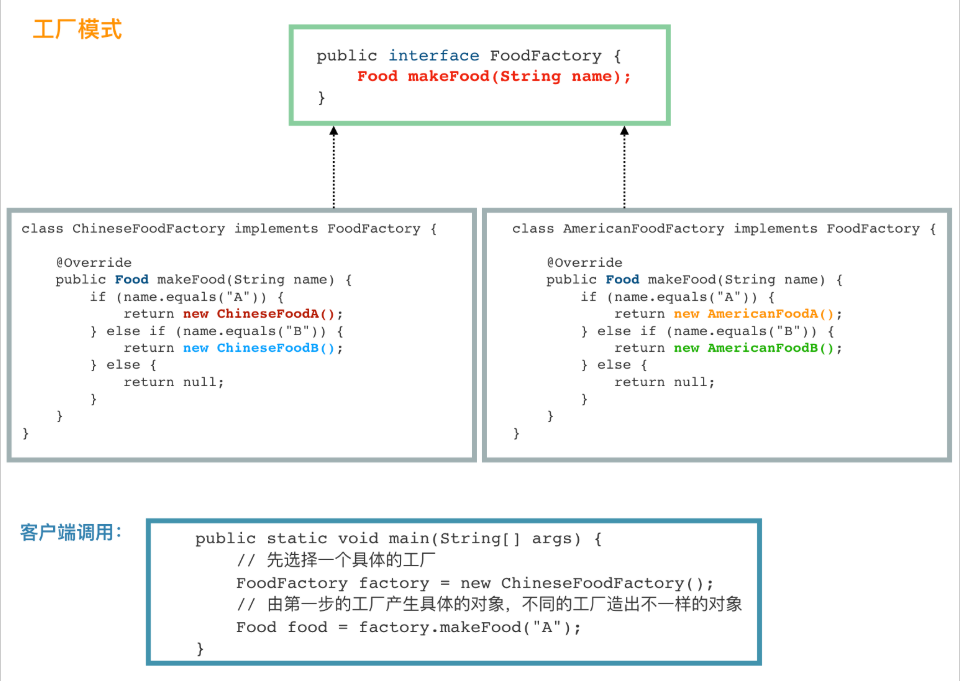 工厂模式
public interface FoodFactory {
    Food makeFood(String name);
}
class ChineseFoodFactory implements FoodFactory {
    @Override
    public Food makeFood(String name) {
        if (name.equals("A")) {
            return new ChineseFoodA();
        } else if (name.equals("B")) {
            return new ChineseFoodB();
        } else {
            return null;
        }
    }
}
class AmericanFoodFactory implements FoodFactory {
    @Override
    public Food makeFood(String name) {
        if (name.equals("A")) {
            return new AmericanFoodA();
        } else if (name.equals("B")) {
            return new AmericanFoodB();
        } else {
            return null;
        }
    }
}
客户端调用：
public static void main(String[] args) {
    // 先选择一个具体的工厂
    FoodFactory factory = new ChineseFoodFactory();
    // 由第一步的工厂产生具体的对象，不同的工厂造出不一样的对象
    Food food = factory.makeFood("A");
}